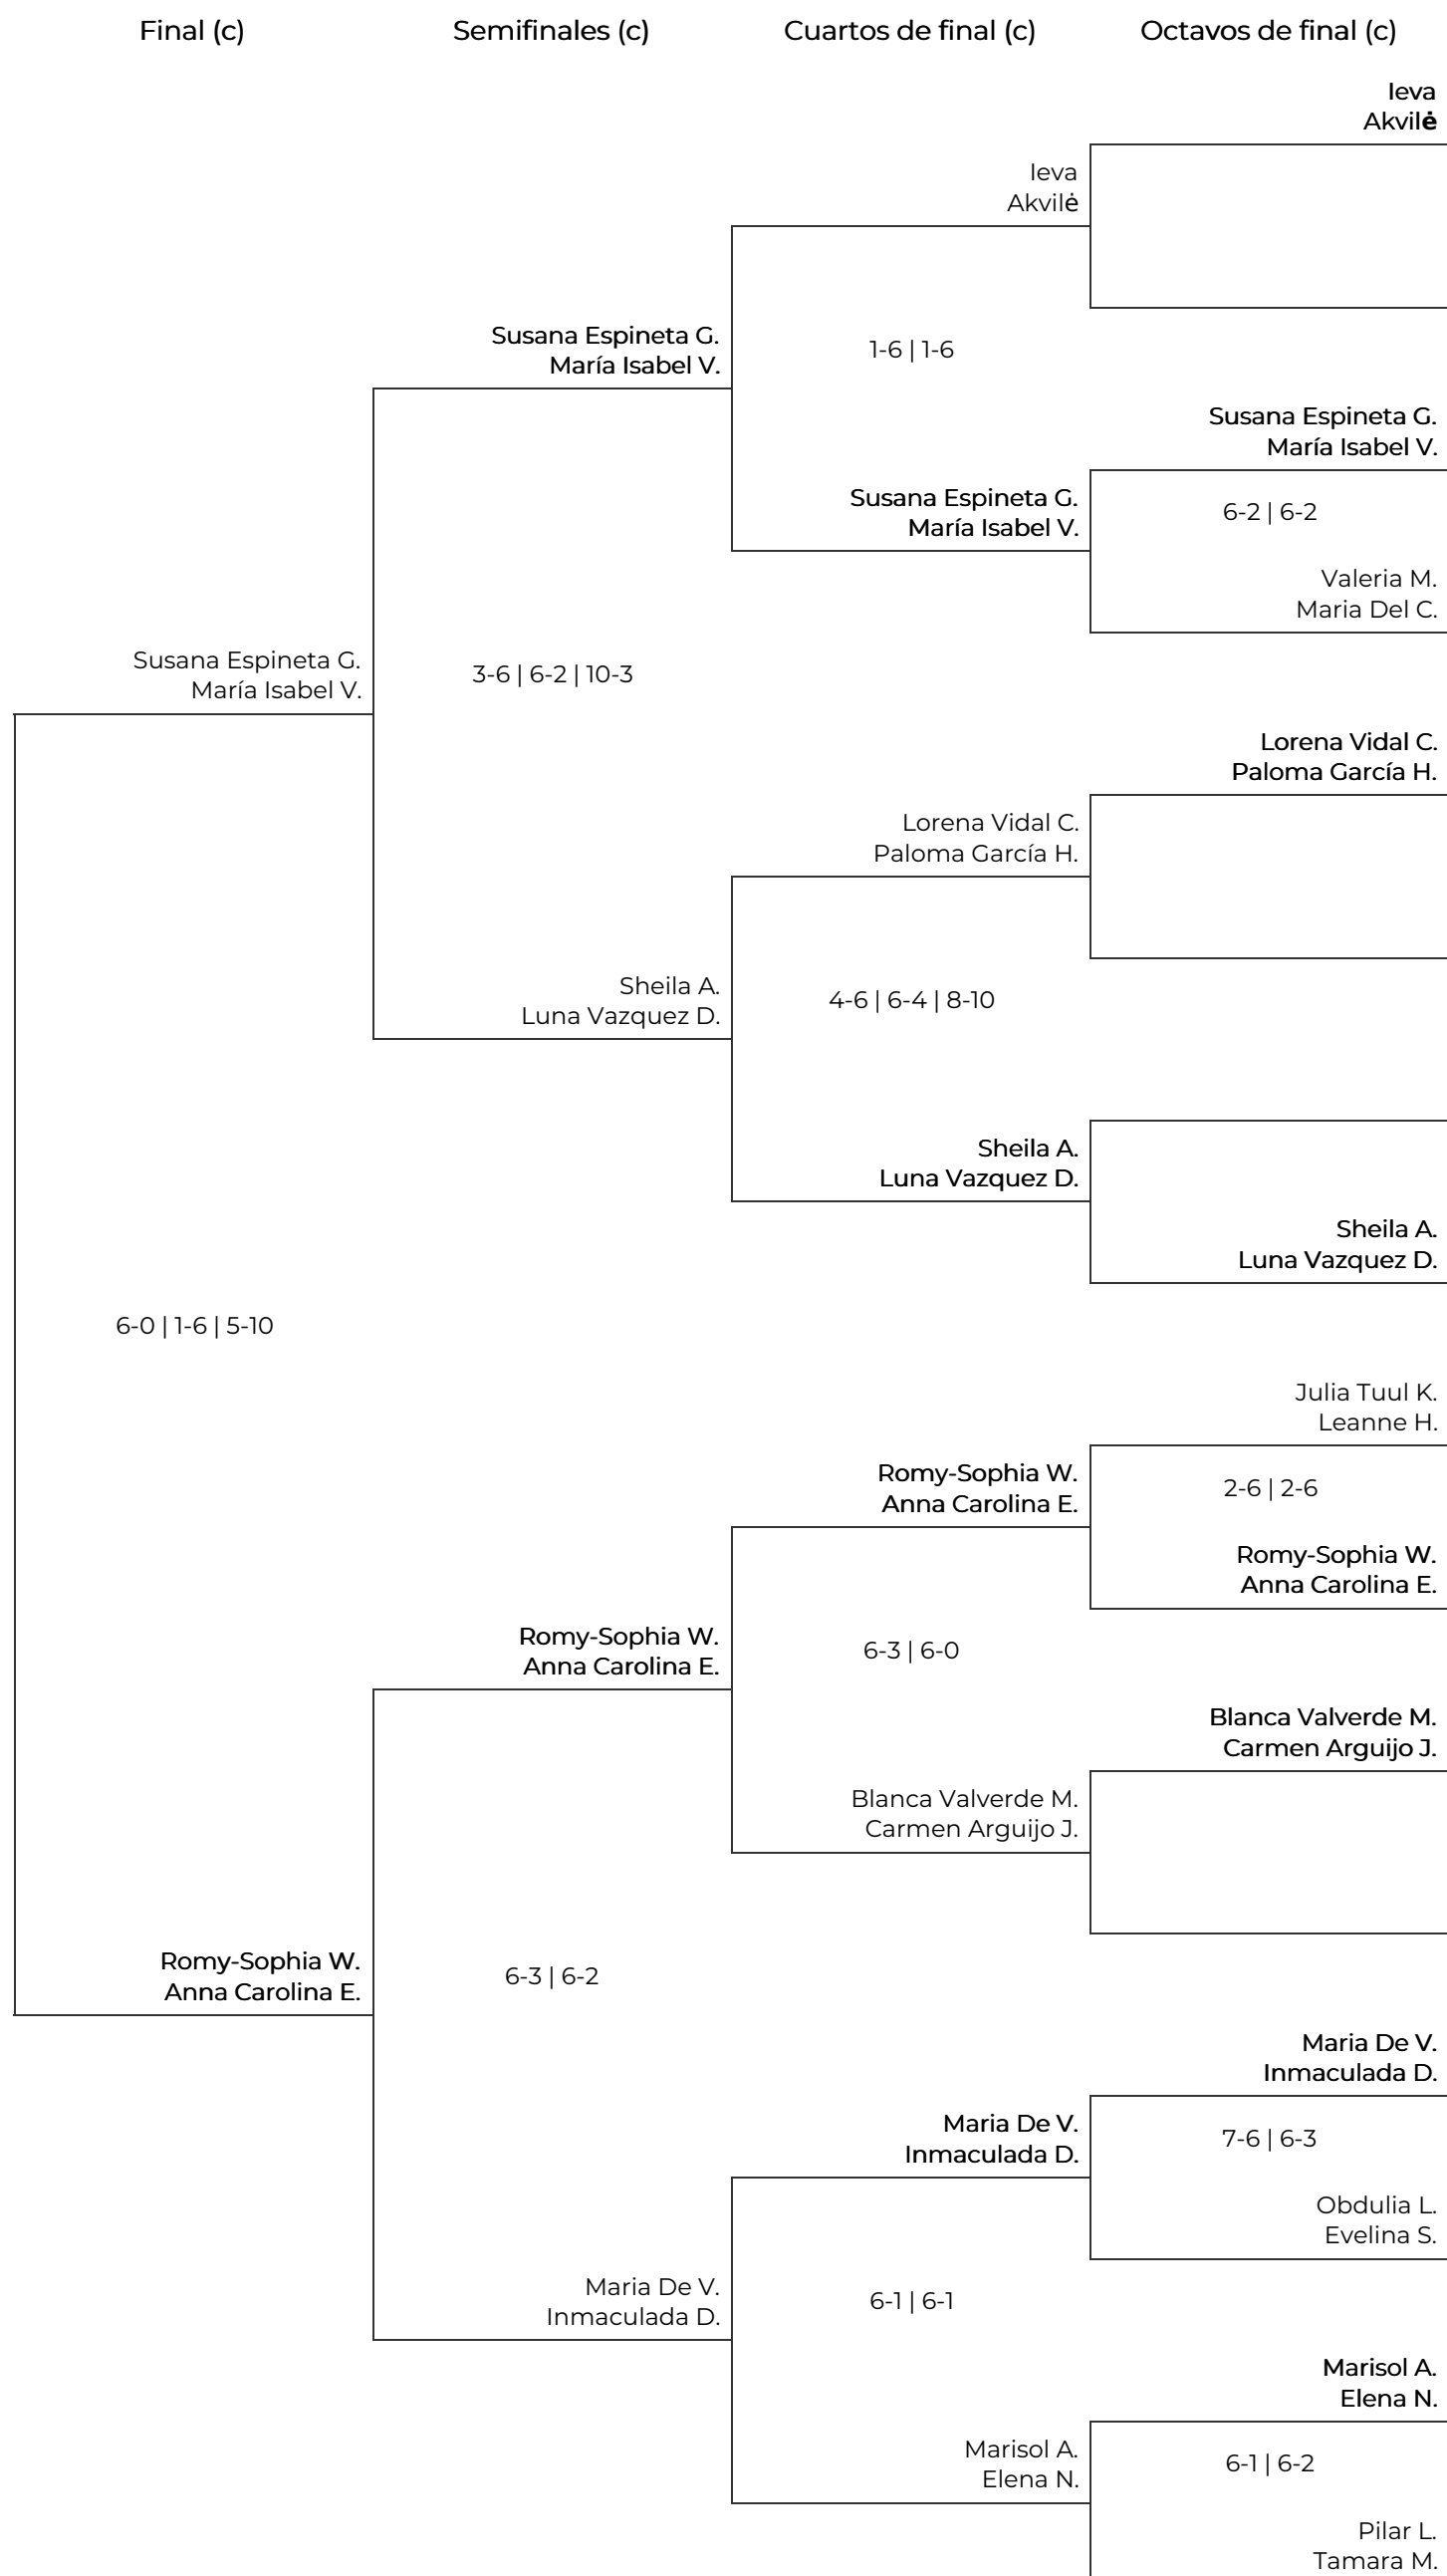 Final (c)
Semifinales (c)
Cuartos de final (c)
Octavos de final (c)
Ieva
Akvilė
Ieva
Akvilė
Susana Espineta G.
María Isabel V.
1-6 | 1-6
Susana Espineta G.
María Isabel V.
Susana Espineta G.
María Isabel V.
6-2 | 6-2
Valeria M.
Maria Del C.
Susana Espineta G.
María Isabel V.
3-6 | 6-2 | 10-3
Lorena Vidal C.
Paloma García H.
Lorena Vidal C.
Paloma García H.
Sheila A.
Luna Vazquez D.
4-6 | 6-4 | 8-10
Sheila A.
Luna Vazquez D.
Sheila A.
Luna Vazquez D.
6-0 | 1-6 | 5-10
Julia Tuul K.
Leanne H.
Romy-Sophia W.
Anna Carolina E.
2-6 | 2-6
Romy-Sophia W.
Anna Carolina E.
Romy-Sophia W.
Anna Carolina E.
6-3 | 6-0
Blanca Valverde M.
Carmen Arguijo J.
Blanca Valverde M.
Carmen Arguijo J.
Romy-Sophia W.
Anna Carolina E.
6-3 | 6-2
Maria De V.
Inmaculada D.
Maria De V.
Inmaculada D.
7-6 | 6-3
Obdulia L.
Evelina S.
Maria De V.
Inmaculada D.
6-1 | 6-1
Marisol A.
Elena N.
Marisol A.
Elena N.
6-1 | 6-2
Pilar L.
Tamara M.